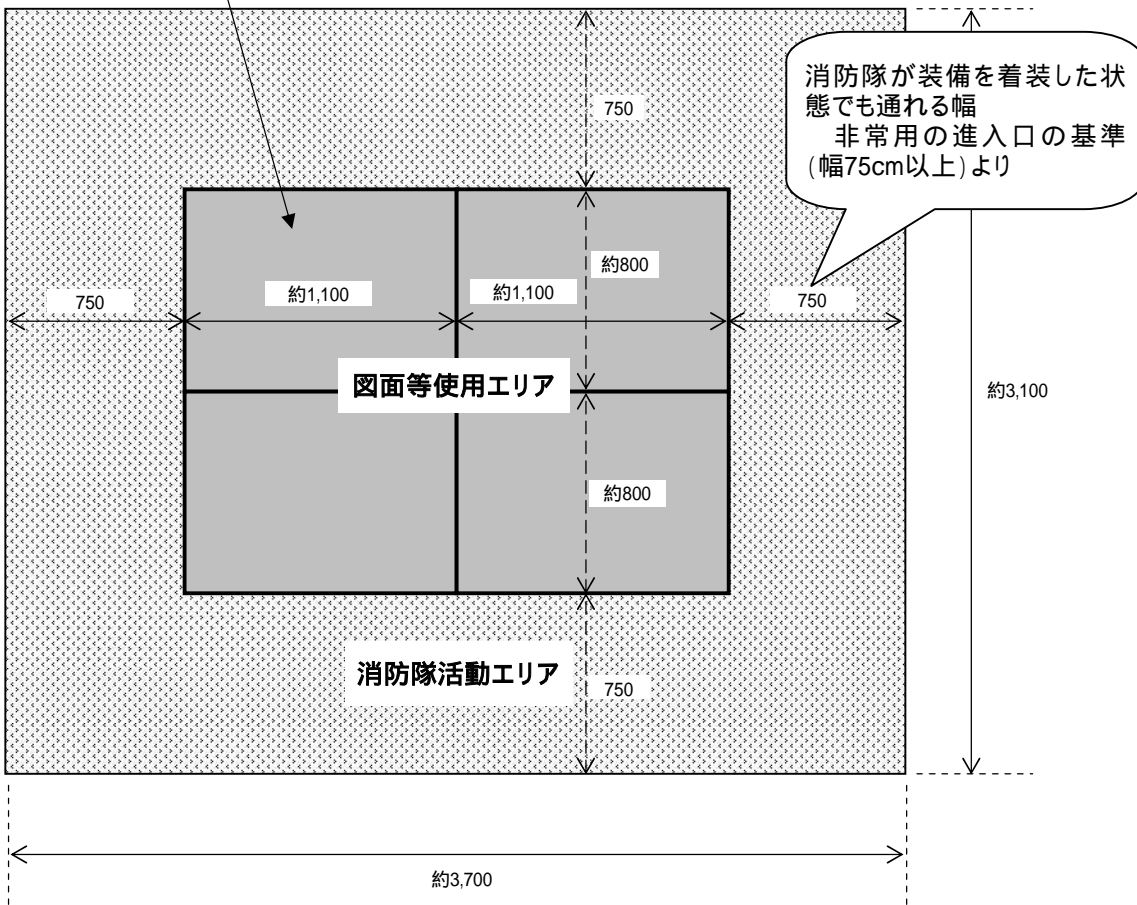 消防隊が装備を着装した状
態でも通れる幅
非常用の進入口の基準
(幅75cm以上)より
750
約800
750
約1,100
約1,100
750
図面等使用エリア
約3,100
約800
消防隊活動エリア
750
約3,700